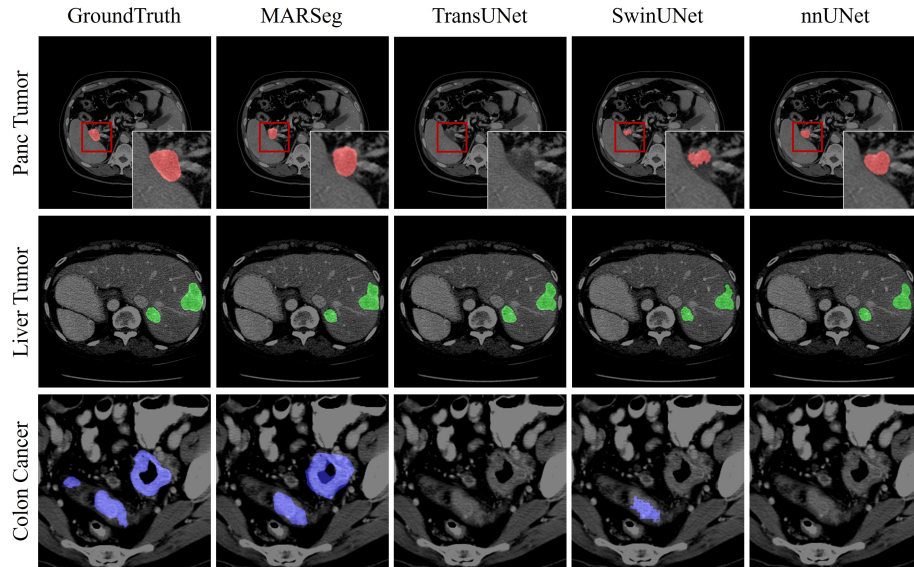 GroundTruth MARSeg TransUNet SwinUNet nnUNet
Panc Tumor
Liver Tumor
Colon Cancer